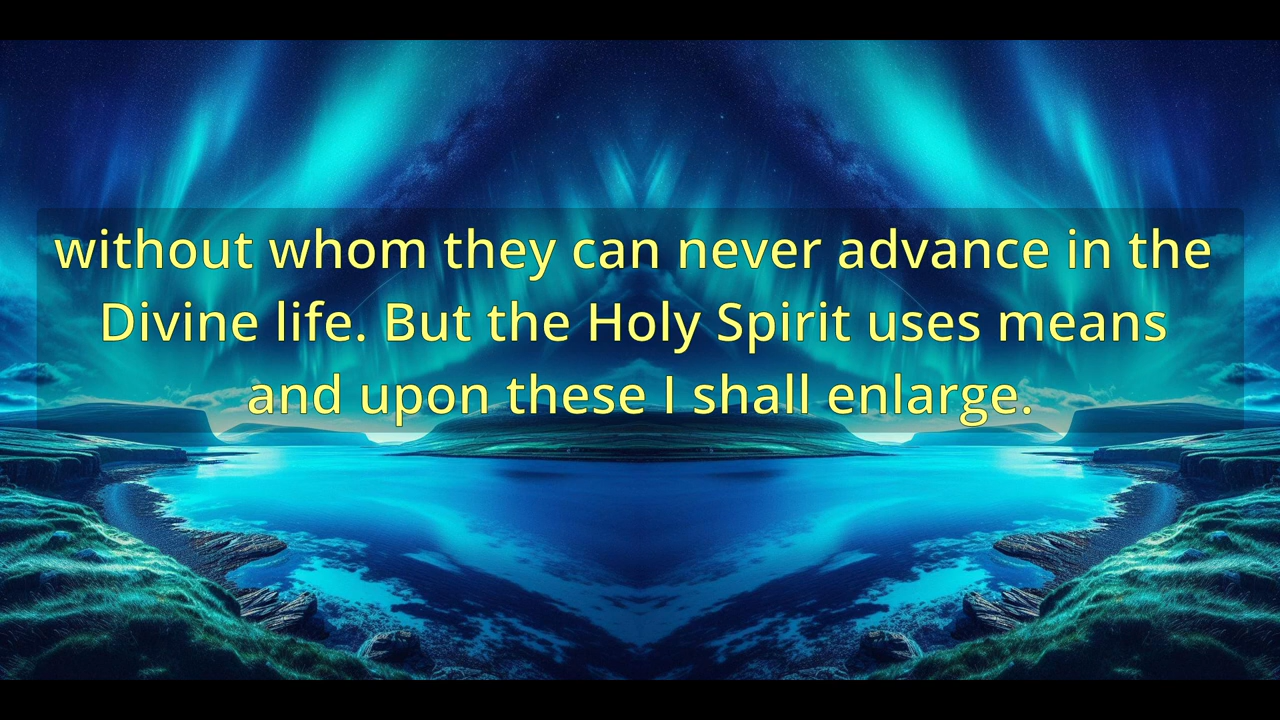 without whom they can never advance in the
Divine life. But the Holy Spirit uses means
and upon these I shall enlarge.